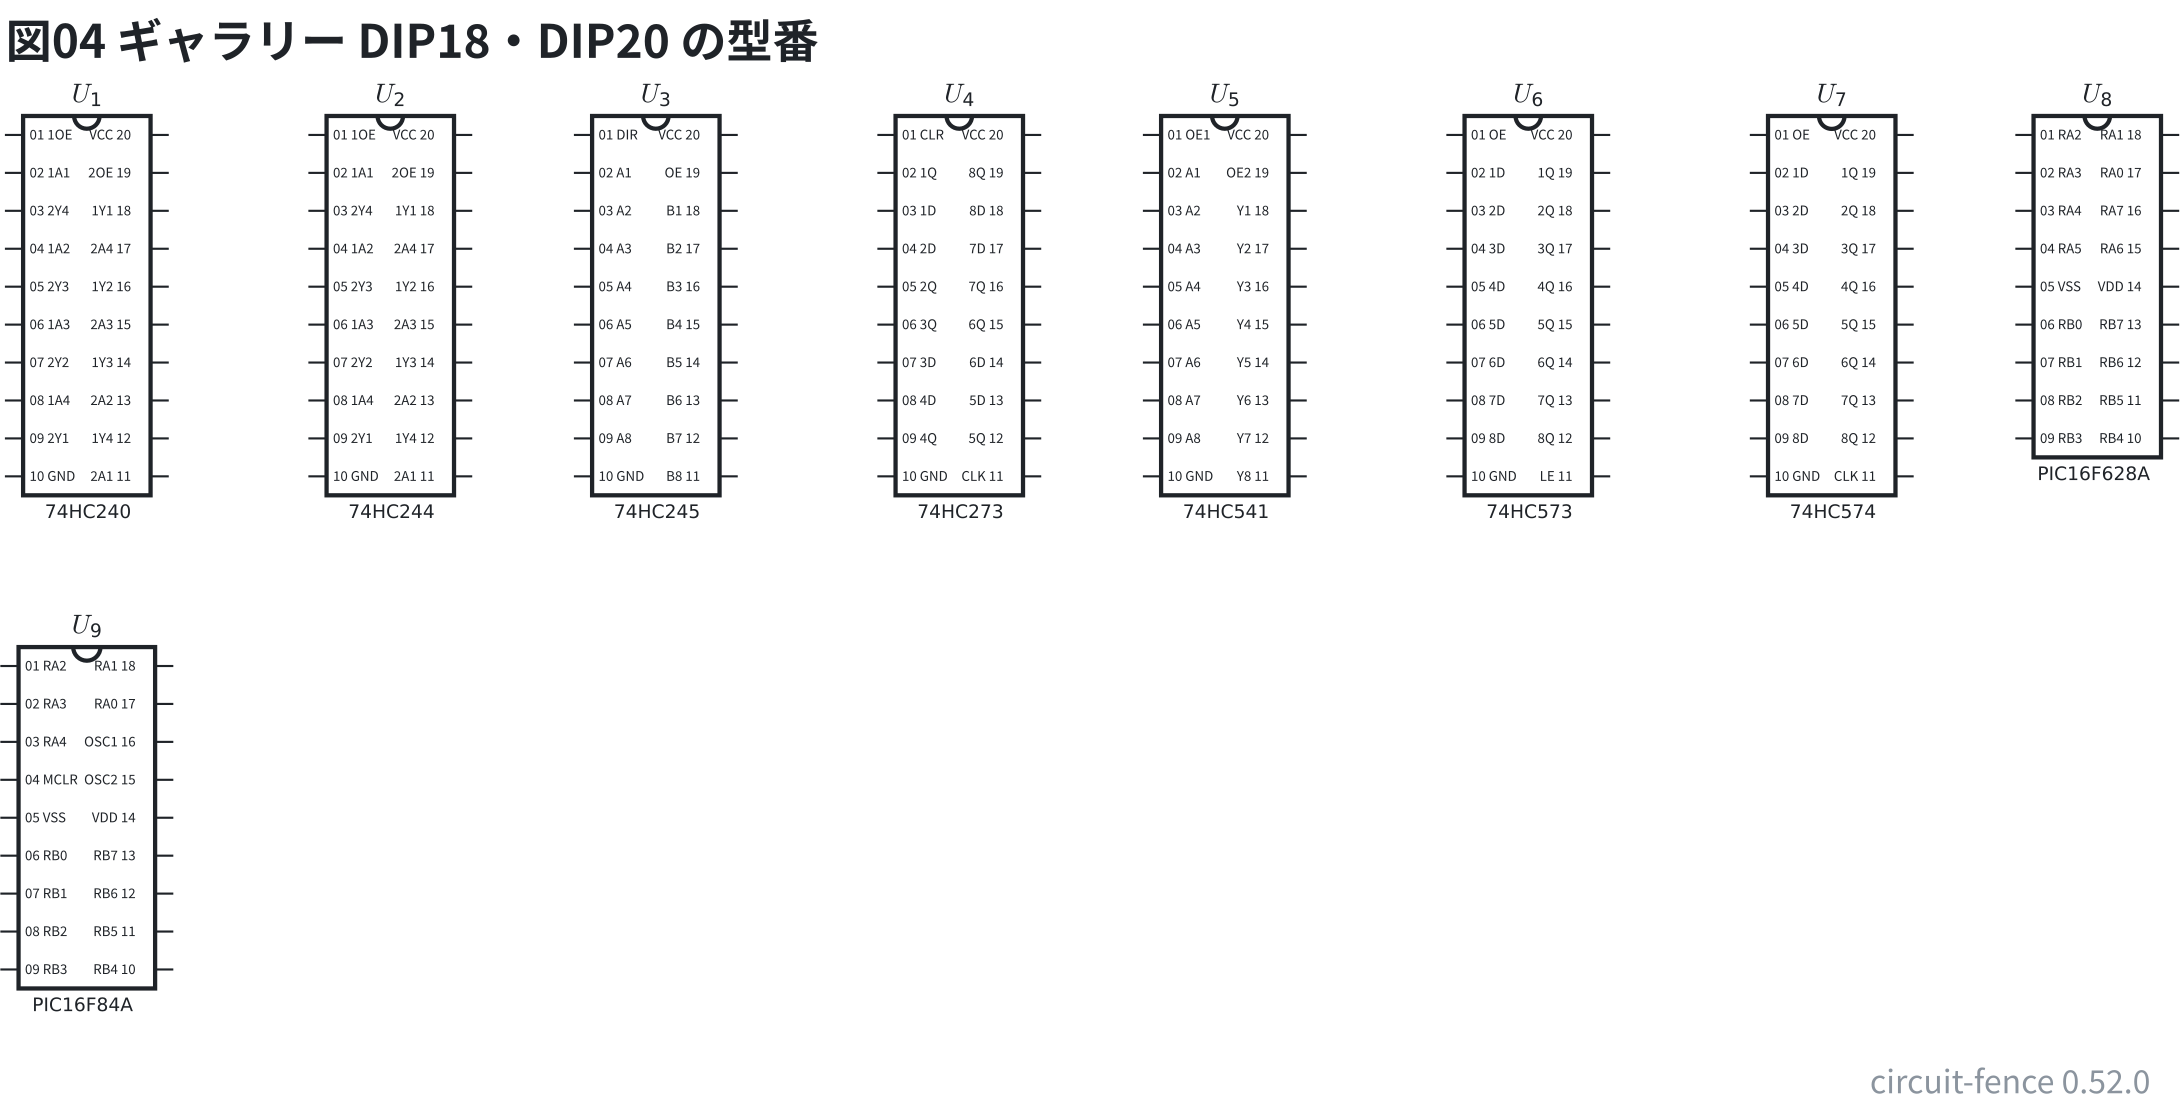 図04 ギャラリー DIP18・DIP20 の型番
U1 U2 U3 U4 U5 U6 U7 U8
01 1OE VCC 20 01 1OE VCC 20 01 DIR VCC 20 01 CLR VCC 20 01 OE1 VCC 20 01 OE VCC 20 01 OE VCC 20 01 RA2 RA1 18
02 1A1 2OE 19 02 1A1 2OE 19 02 A1 OE 19 02 1Q 8Q 19 02 A1 OE2 19 02 1D 1Q 19 02 1D 1Q 19 02 RA3 RA0 17
03 2Y4 1Y1 18 03 2Y4 1Y1 18 03 A2 B1 18 03 1D 8D 18 03 A2 Y1 18 03 2D 2Q 18 03 2D 2Q 18 03 RA4 RA7 16
04 1A2 2A4 17 04 1A2 2A4 17 04 A3 B2 17 04 2D 7D 17 04 A3 Y2 17 04 3D 3Q 17 04 3D 3Q 17 04 RA5 RA6 15
05 2Y3 1Y2 16 05 2Y3 1Y2 16 05 A4 B3 16 05 2Q 7Q 16 05 A4 Y3 16 05 4D 4Q 16 05 4D 4Q 16 05 VSS VDD 14
06 1A3 2A3 15 06 1A3 2A3 15 06 A5 B4 15 06 3Q 6Q 15 06 A5 Y4 15 06 5D 5Q 15 06 5D 5Q 15 06 RB0 RB7 13
07 2Y2 1Y3 14 07 2Y2 1Y3 14 07 A6 B5 14 07 3D 6D 14 07 A6 Y5 14 07 6D 6Q 14 07 6D 6Q 14 07 RB1 RB6 12
08 1A4 2A2 13 08 1A4 2A2 13 08 A7 B6 13 08 4D 5D 13 08 A7 Y6 13 08 7D 7Q 13 08 7D 7Q 13 08 RB2 RB5 11
09 2Y1 1Y4 12 09 2Y1 1Y4 12 09 A8 B7 12 09 4Q 5Q 12 09 A8 Y7 12 09 8D 8Q 12 09 8D 8Q 12 09 RB3 RB4 10
10 GND 2A1 11 10 GND 2A1 11 10 GND B8 11 10 GND CLK 11 10 GND Y8 11 10 GND LE 11 10 GND CLK 11 PIC16F628A
74HC240 74HC244 74HC245 74HC273 74HC541 74HC573 74HC574
U9
01 RA2 RA1 18
02 RA3 RA0 17
03 RA4 OSC1 16
04 MCLR OSC2 15
05 VSS VDD 14
06 RB0 RB7 13
07 RB1 RB6 12
08 RB2 RB5 11
09 RB3 RB4 10
PIC16F84A
circuit-fence 0.52.0